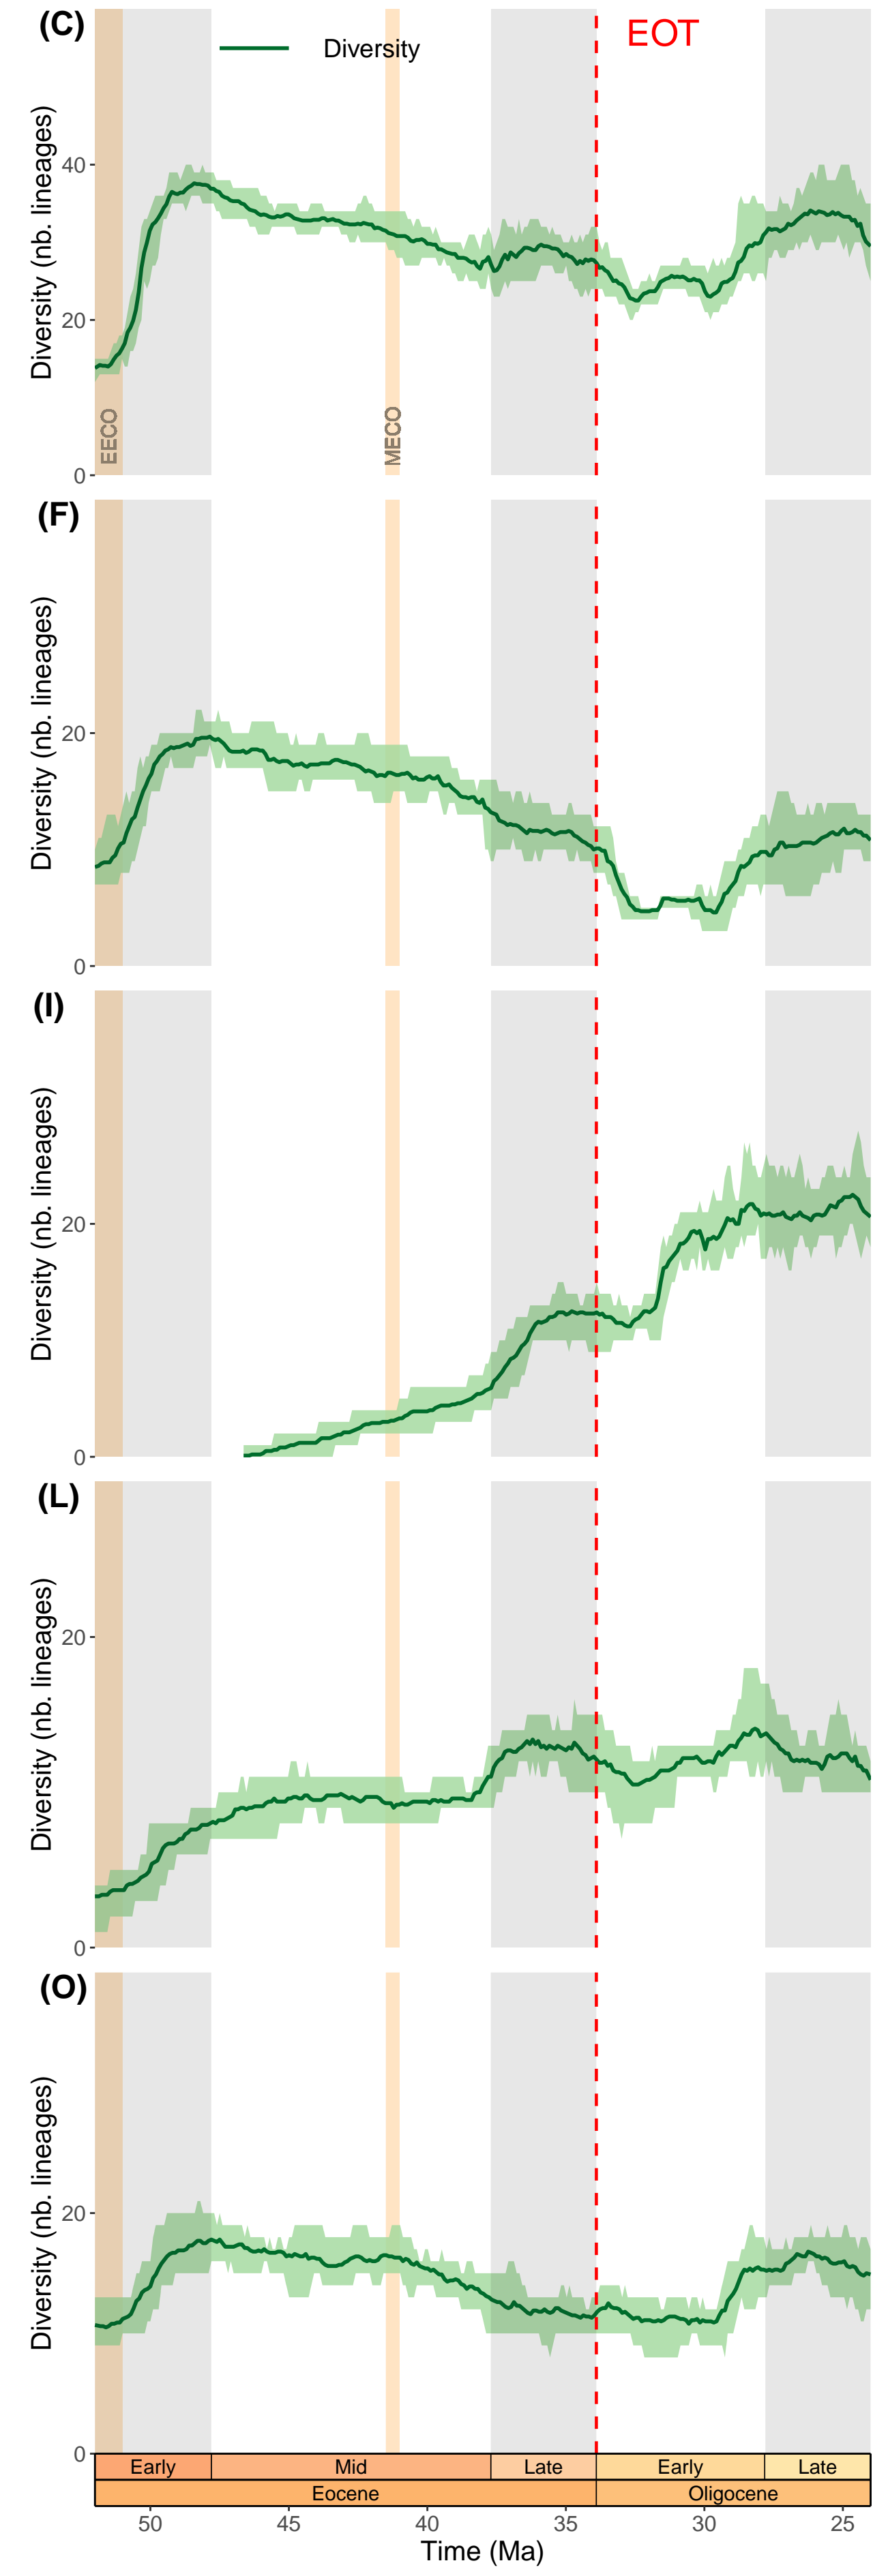 (C)
Diversity
EOT
Diversity (nb. lineages)
40
20
0
EECO
MECO
(F)
Diversity (nb. lineages)
20
0
(I)
Diversity (nb. lineages)
20
0
(L)
Diversity (nb. lineages)
20
0
(O)
Diversity (nb. lineages)
20
0
Early Mid Late Early Late
Eocene Oligocene
50 45 40 35 30 25
Time (Ma)